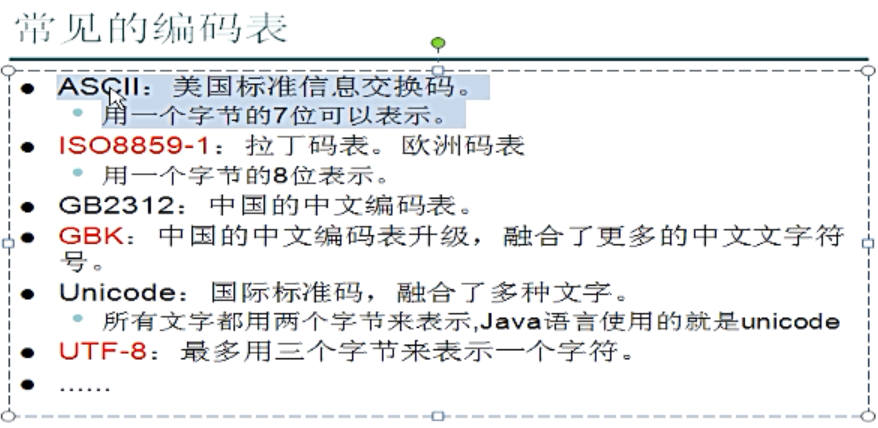 常见的编码表
ASCII：美国标准信息交换码。
用一个字节的7位可以表示。
ISO8859-1：拉丁码表。欧洲码表
用一个字节的8位表示。
GB2312：中国的中文编码表。
GBK：中国的中文编码表升级，融合了更多的中文文字符
号。
Unicode：国际标准码，融合了多种文字。
所有文字都用两个字节来表示,Java语言使用的就是unicode
UTF-8：最多用三个字节来表示一个字符。
......